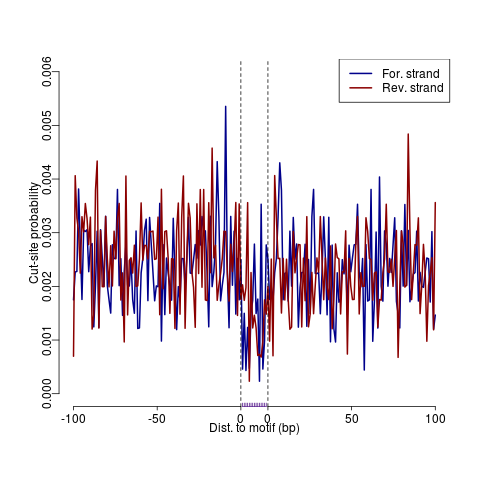 For. strand
Rev. strand
Cut-site probability
0.006
0.005
0.004
0.003
0.002
0.001
0.000
-100 -50 0 0 50 100
Dist. to motif (bp)